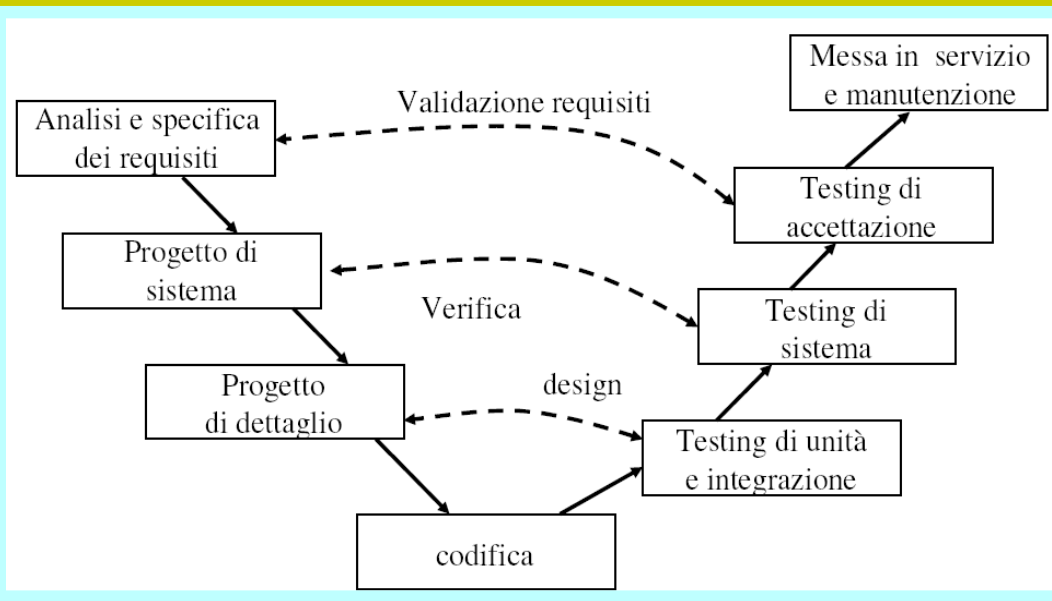 Messa in servizio
e manutenzione
Validazione requisiti
Analisi e specifica
dei requisiti
Testing di
accettazione
Progetto di
sistema
Verifica
Testing di
sistema
Progetto
di dettaglio
design
Testing di unità
e integrazione
codifica